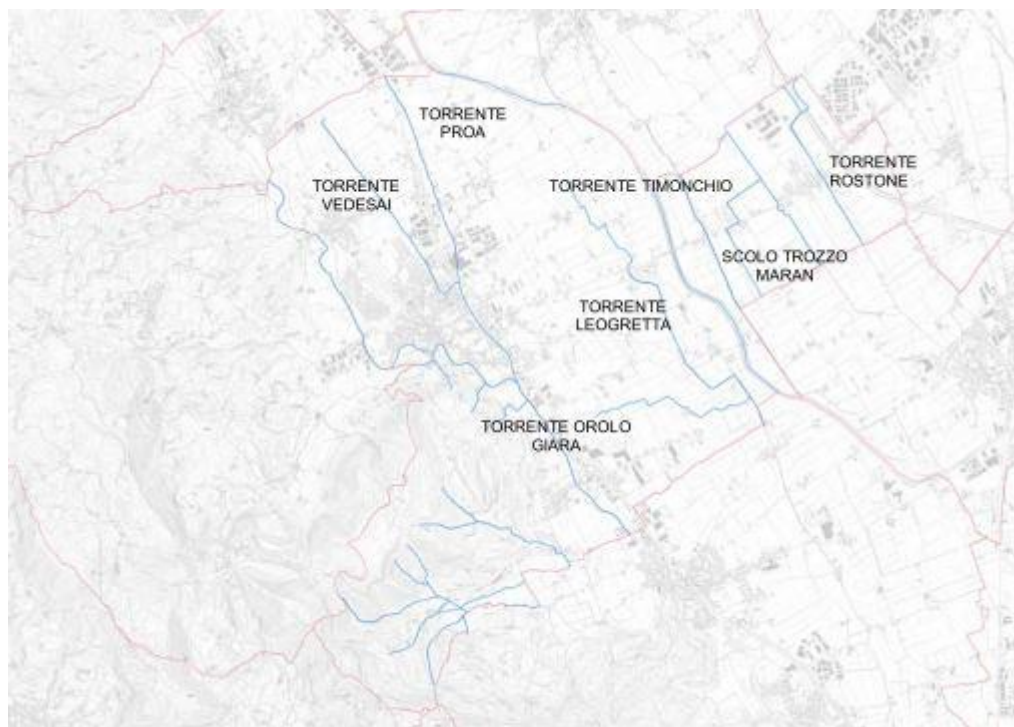 TORRENTE
PROA
TORRENTE
VEDESAI
TORRENTE TIMONCHIO
TORRENTE
ROSTONE
SCOLO TROZZO
MARAN
TORRENTE
LEOGRETTA
TORRENTE OROLO
GIARA